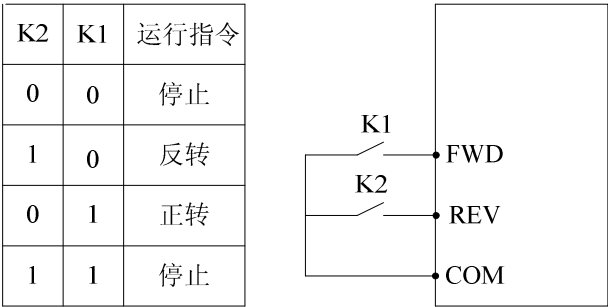 K2 K1 运行指令
0 0 停止
1 0 反转
0 1 正转
1 1 停止
K1
FWD
K2
REV
COM